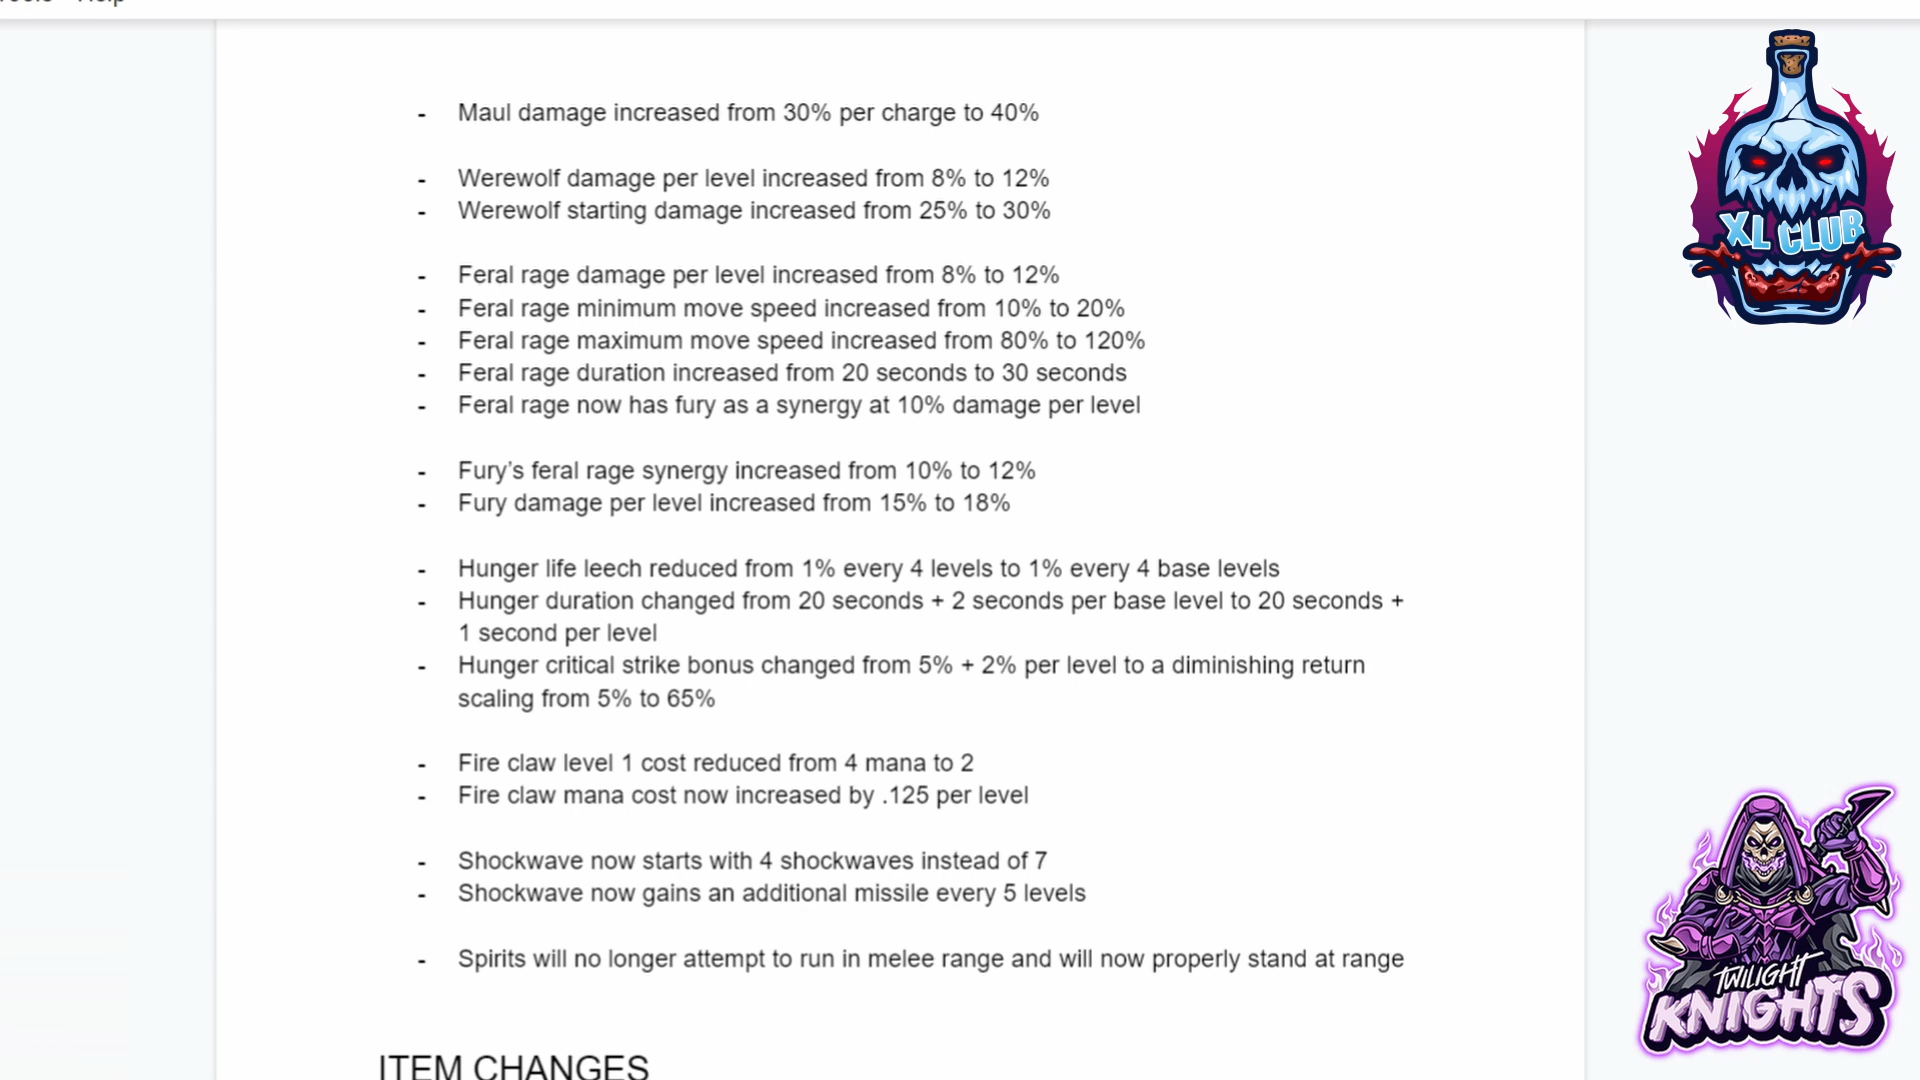 Tools Help
- Maul damage increased from 30% per charge to 40%
- Werewolf damage per level increased from 8% to 12%
- Werewolf starting damage increased from 25% to 30%
- Feral rage damage per level increased from 8% to 12%
- Feral rage minimum move speed increased from 10% to 20%
- Feral rage maximum move speed increased from 80% to 120%
- Feral rage duration increased from 20 seconds to 30 seconds
- Feral rage now has fury as a synergy at 10% damage per level
- Fury’s feral rage synergy increased from 10% to 12%
- Fury damage per level increased from 15% to 18%
- Hunger life leech reduced from 1% every 4 levels to 1% every 4 base levels
- Hunger duration changed from 20 seconds + 2 seconds per base level to 20 seconds +
1 second per level
- Hunger critical strike bonus changed from 5% + 2% per level to a diminishing return
scaling from 5% to 65%
- Fire claw level 1 cost reduced from 4 mana to 2
- Fire claw mana cost now increased by .125 per level
- Shockwave now starts with 4 shockwaves instead of 7
- Shockwave now gains an additional missile every 5 levels
- Spirits will no longer attempt to run in melee range and will now properly stand at range
ITEM CHANGES
XL CLUB
TWILIGHT
KNIGHTS